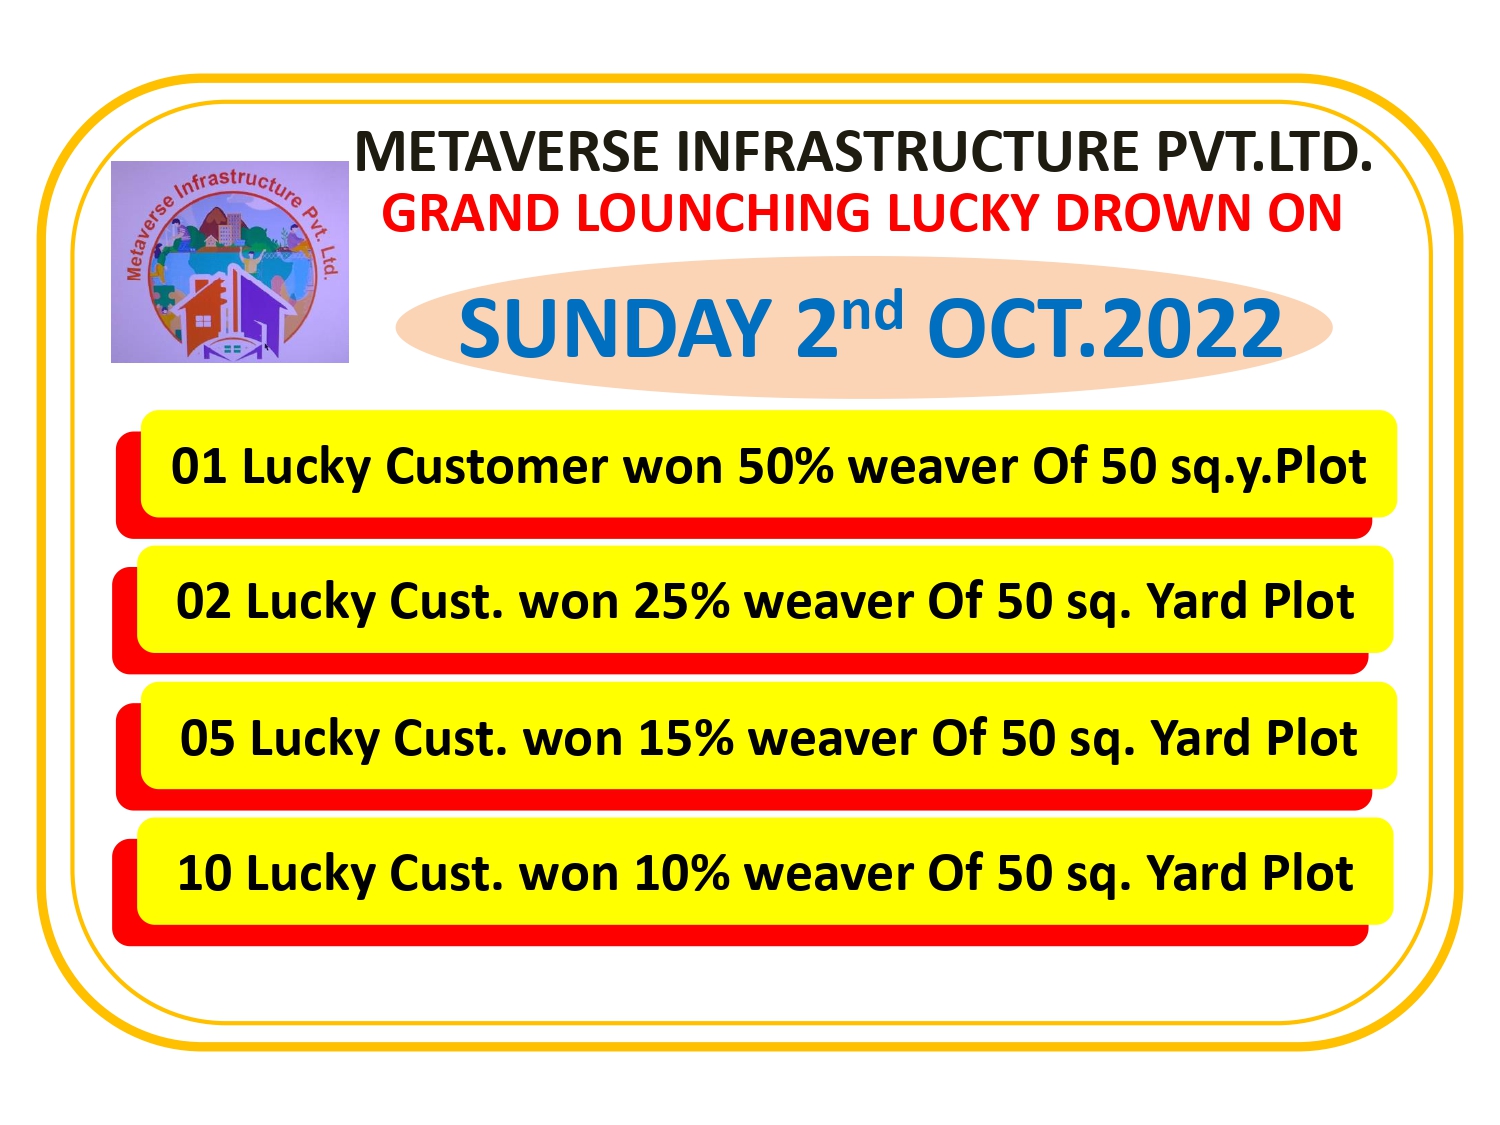 METAVERSE INFRASTRUCTURE PVT.LTD.
GRAND LOUNCHING LUCKY DROWN ON
Metaverse Infrastructure Pvt. Ltd.
SUNDAY 2nd OCT.2022
01 Lucky Customer won 50% weaver Of 50 sq.y.Plot
02 Lucky Cust. won 25% weaver Of 50 sq. Yard Plot
05 Lucky Cust. won 15% weaver Of 50 sq. Yard Plot
10 Lucky Cust. won 10% weaver Of 50 sq. Yard Plot